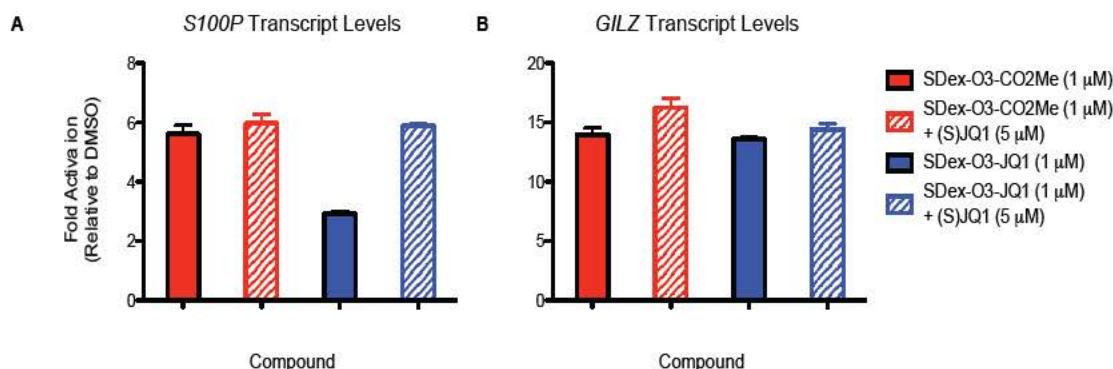 A
S100P Transcript Levels
Fold Activa ion
(Relative to DMSO)
8
6
4
2
0
Compound
B
GILZ Transcript Levels
20
15
10
5
0
Compound
SDex-O3-CO2Me (1 μM)
SDex-O3-CO2Me (1 μM)
+ (S)JQ1 (5 μM)
SDex-O3-JQ1 (1 μM)
SDex-O3-JQ1 (1 μM)
+ (S)JQ1 (5 μM)